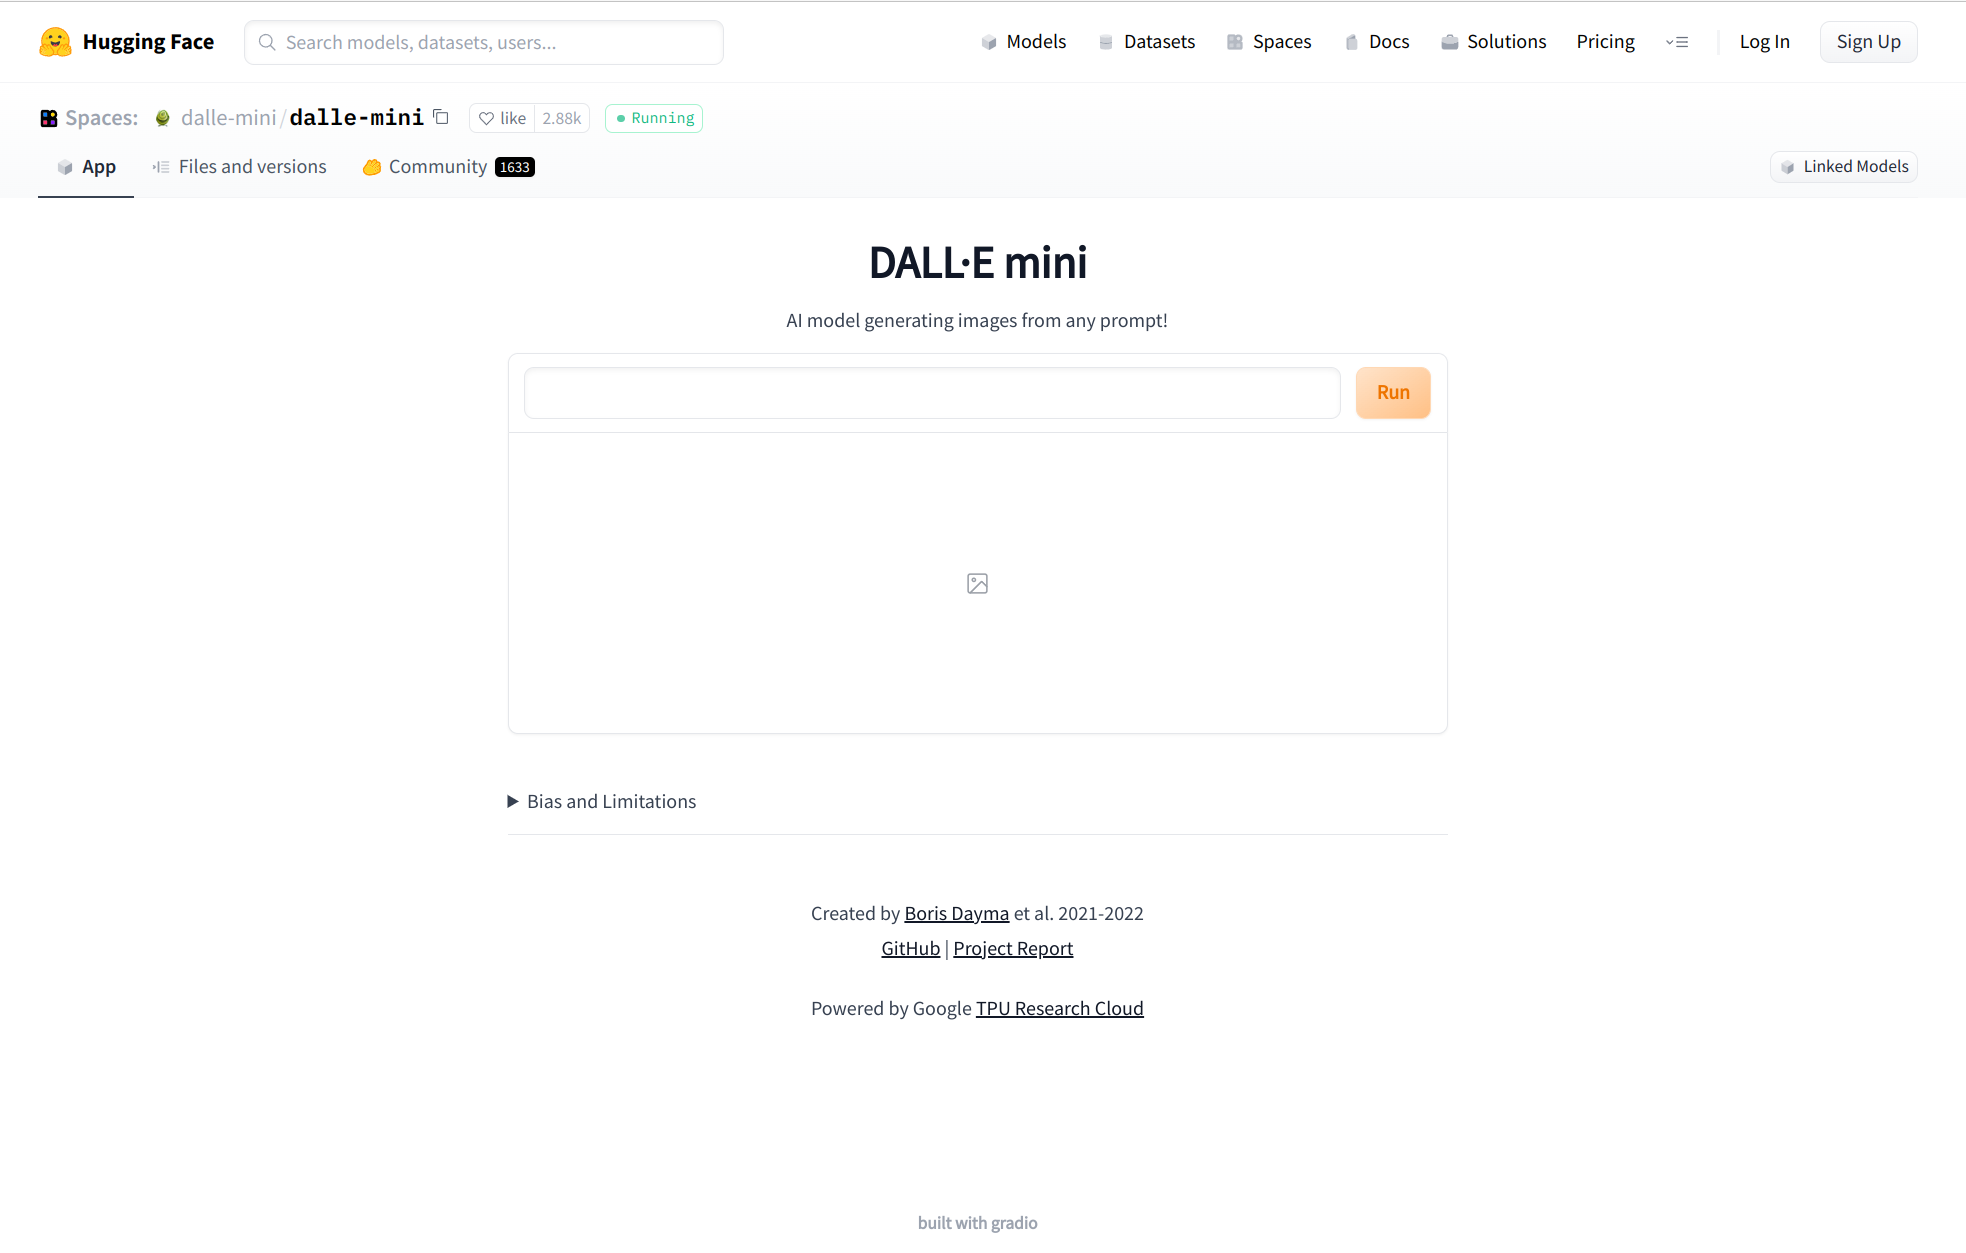 Hugging Face
Search models, datasets, users...
Models
Datasets
Spaces
Docs
Solutions
Pricing
Log In
Sign Up
Spaces:
dalle-mini/dalle-mini
like
2.88k
Running
App
Files and versions
Community 1633
Linked Models
DALL·E mini
AI model generating images from any prompt!
Run
Bias and Limitations
Created by Boris Dayma et al. 2021-2022
GitHub | Project Report
Powered by Google TPU Research Cloud
built with gradio